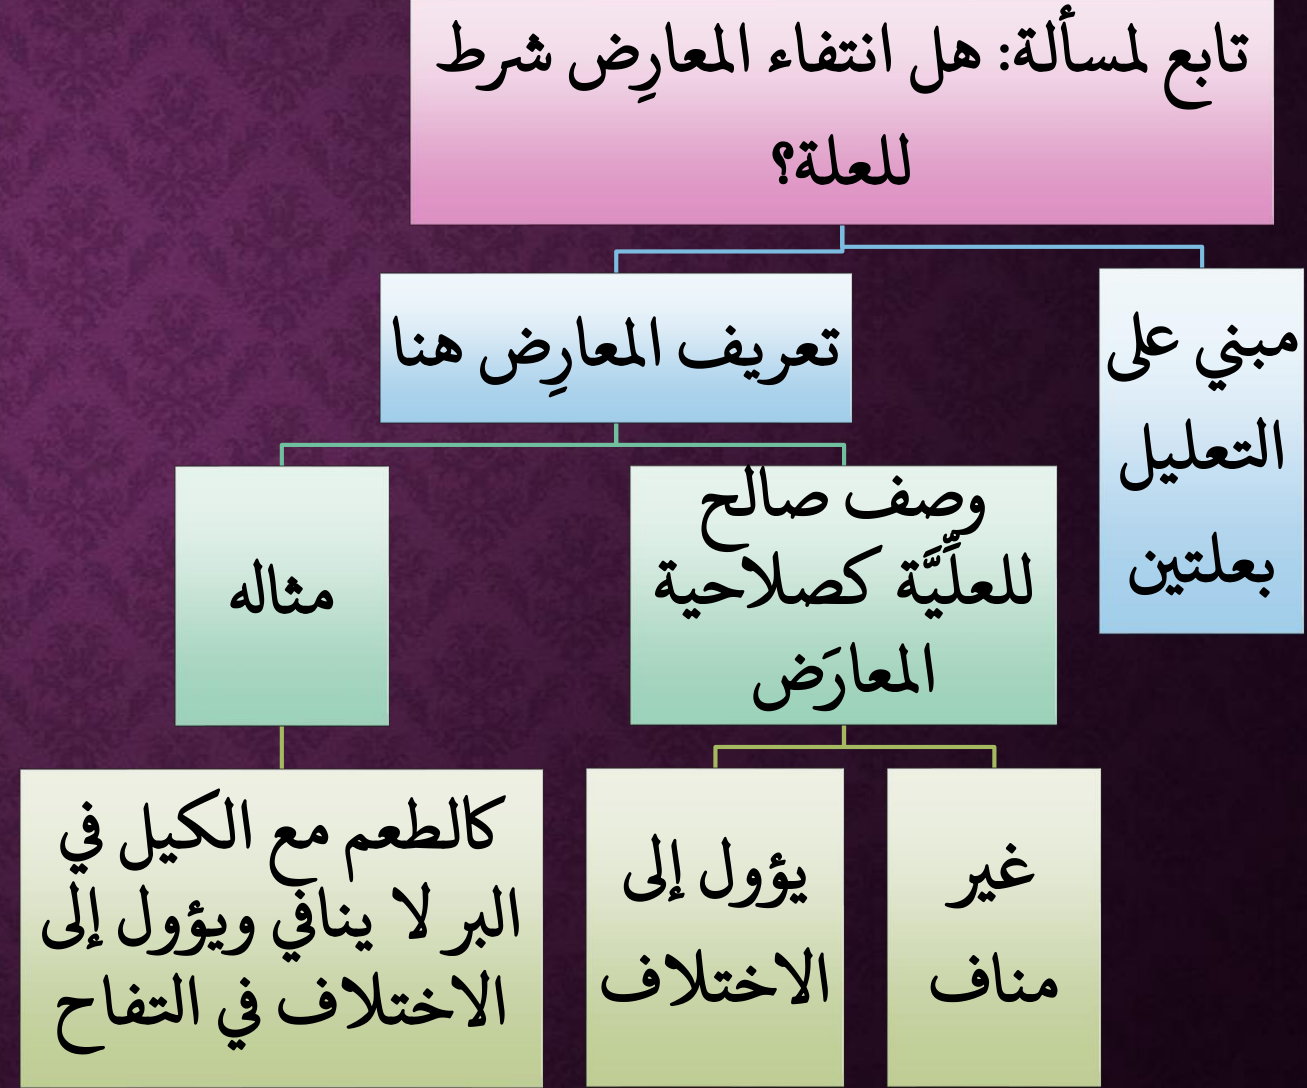 تابع لمسألة: هل انتفاء المعارِض شرط
للعلة؟
مبني على
التعليل
بعلتين
تعريف المعارِض هنا
وصف صالح
للعلِّيَّة كصلاحية
المعارَض
غير
مناف
يؤول إلى
الاختلاف
مثاله
كالطعم مع الكيل في
البر لا ينافي ويؤول إلى
الاختلاف في التفاح